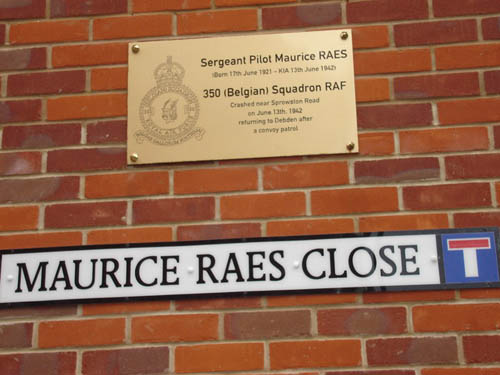 Sergeant Pilot Maurice RAES
(Born 17th June 1921 - KIA 13th June 1942)
350 (Belgian) Squadron RAF
Crashed near Sprowston Road
on June 13th. 1942
returning to Debden after
a convoy patrol
MAURICE RAES CLOSE